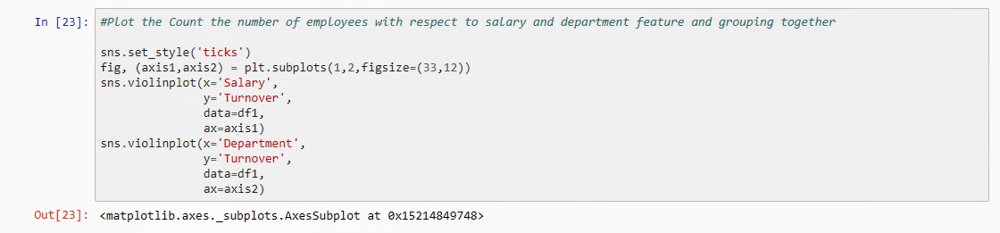 In [23]: #Plot the Count the number of employees with respect to salary and department feature and grouping together
sns.set_style('ticks')
fig, (axis1,axis2) = plt.subplots(1,2,figsize=(33,12))
sns.violinplot(x='Salary',
y='Turnover',
data=df1,
ax=axis1)
sns.violinplot(x='Department',
y='Turnover',
data=df1,
ax=axis2)
Out[23]: <matplotlib.axes._subplots.AxesSubplot at 0x15214849748>